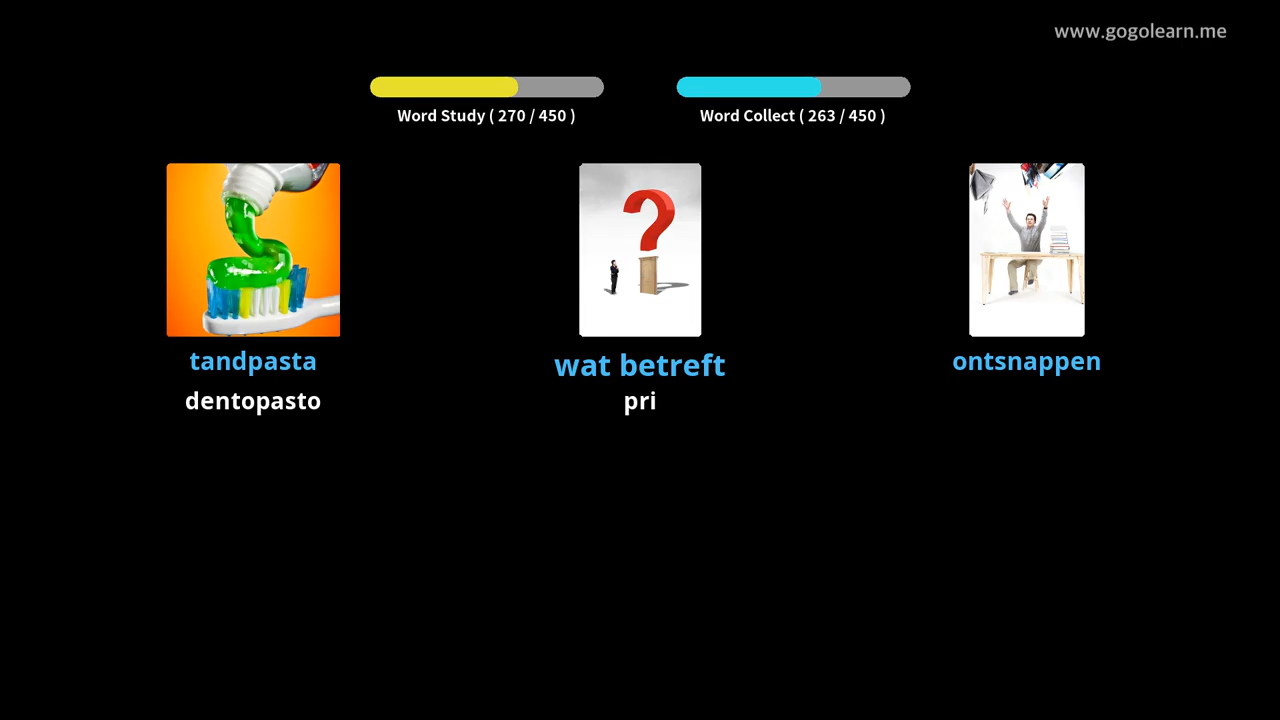 www.gogolearn.me
Word Study ( 270 / 450 )
Word Collect ( 263 / 450 )
tandpasta
dentopasto
wat betreft
pri
ontsnappen